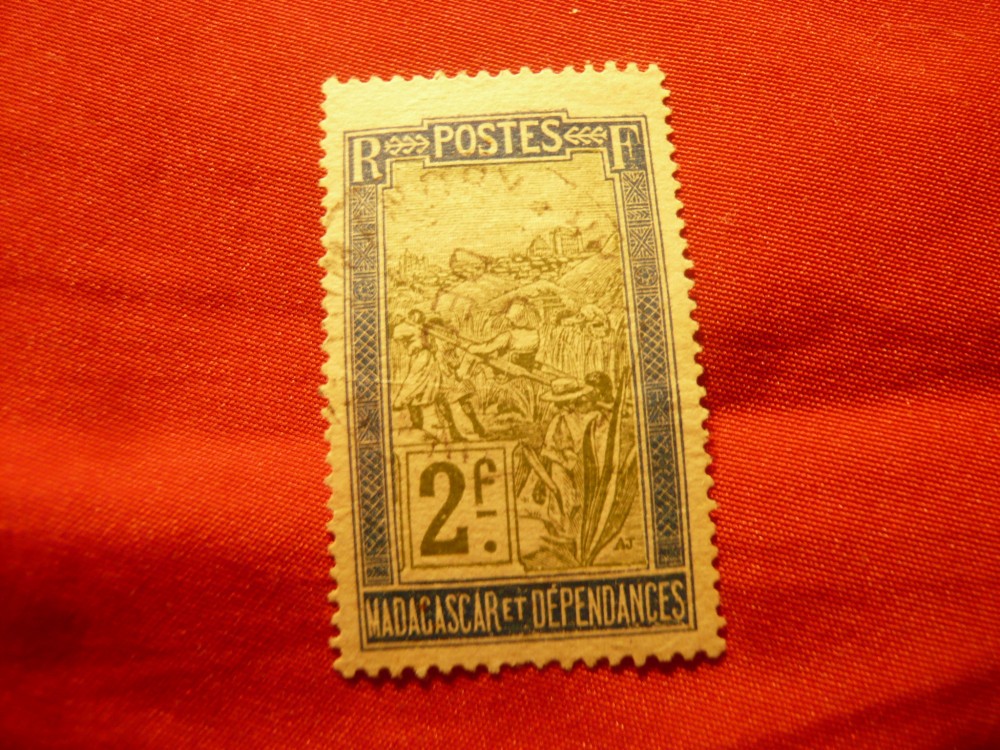 R POSTES F
2f.
AJ
MADAGASCAR ET DÉPENDANCES